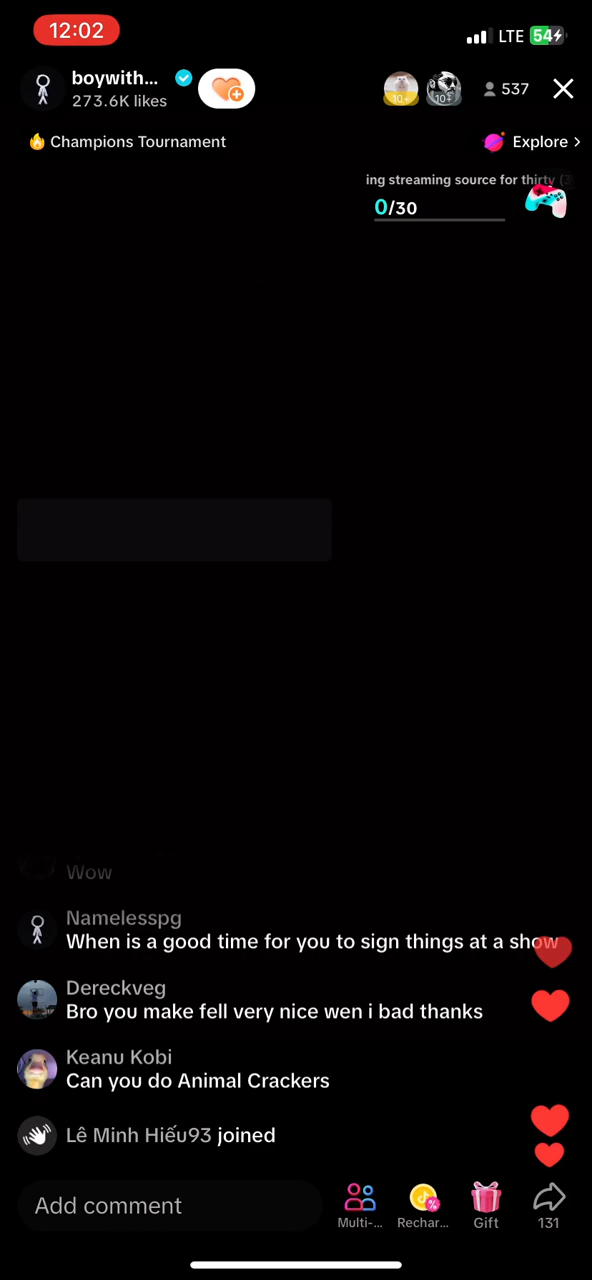 12:02
LTE 54
boywith...
273.6K likes
10+
10+
537
Champions Tournament
Explore >
ing streaming source for thirty (3
0/30
Wow
Namelesspg
When is a good time for you to sign things at a show
Dereckveg
Bro you make fell very nice wen i bad thanks
Keanu Kobi
Can you do Animal Crackers
Lê Minh Hiếu93 joined
Add comment
Multi-...
Rechar...
Gift
131